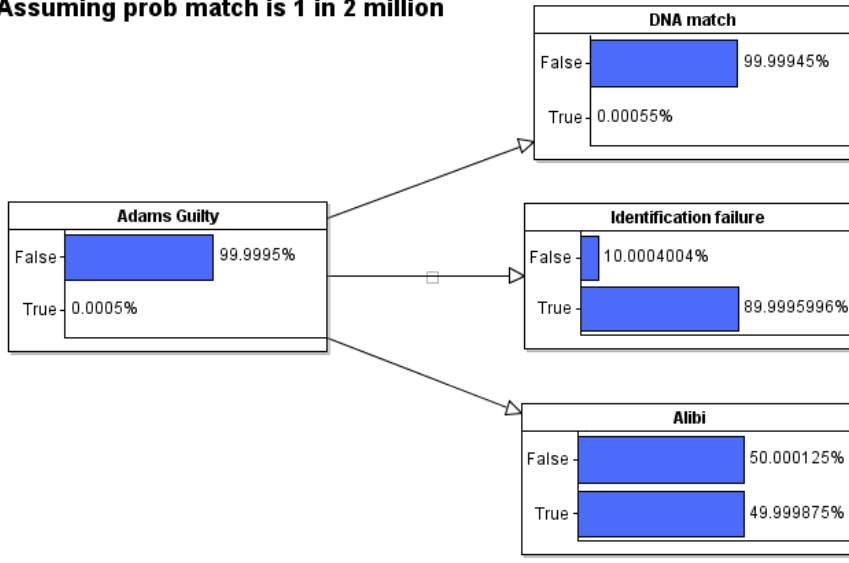 Assuming prob match is 1 in 2 million
DNA match
False 99.99945%
True 0.00055%
Adams Guilty
False 99.9995%
True 0.0005%
Identification failure
False 10.0004004%
True 89.9995996%
Alibi
False 50.000125%
True 49.999875%